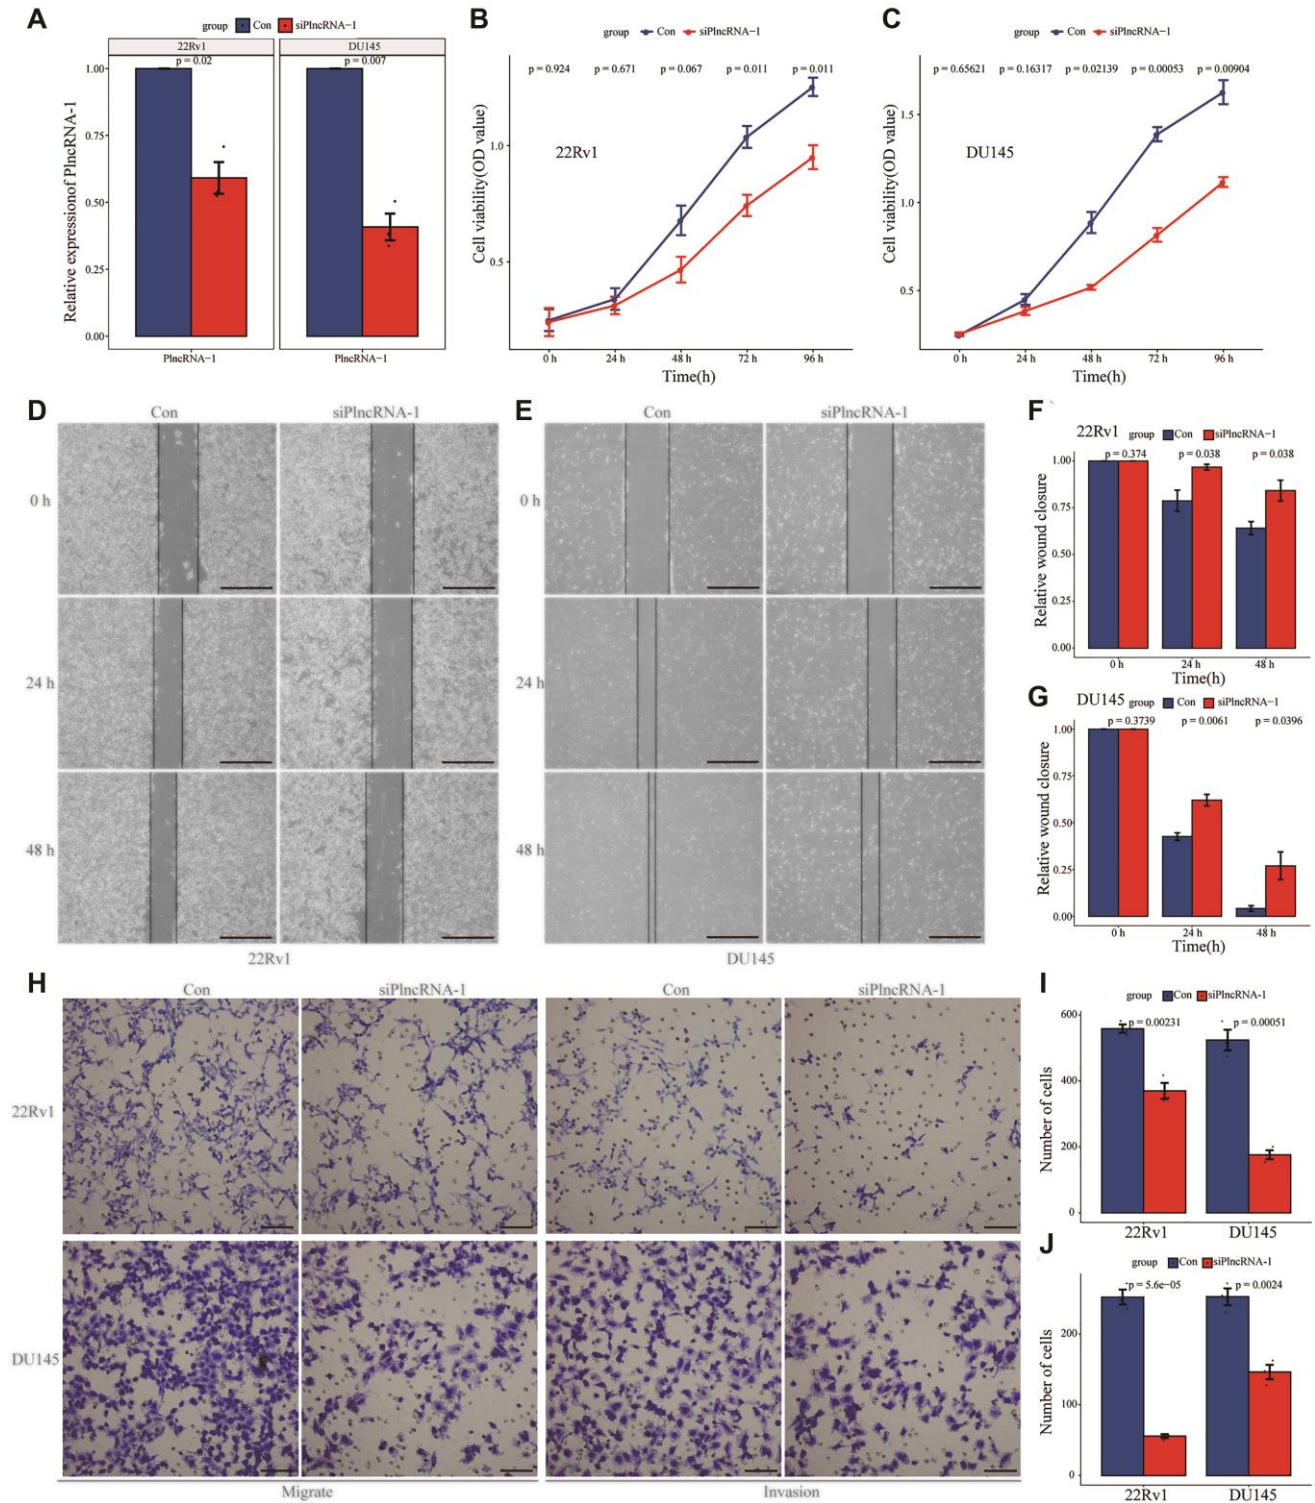 A
group Con siPlncRNA−1
22Rv1 DU145
p = 0.02 p = 0.007
1.00
0.75
0.50
0.25
0.00
Relative expressionof PlncRNA-1
PlncRNA−1 PlncRNA−1
B
group Con siPlncRNA−1
p = 0.924 p = 0.671 p = 0.067 p = 0.011 p = 0.011
22Rv1
1.0
0.5
Cell viability(OD value)
0 h 24 h 48 h 72 h 96 h
Time(h)
C
group Con siPlncRNA−1
p = 0.65621 p = 0.16317 p = 0.02139 p = 0.00053 p = 0.00904
DU145
1.5
1.0
0.5
Cell viability(OD value)
0 h 24 h 48 h 72 h 96 h
Time(h)
D
Con siPlncRNA-1
0 h
24 h
48 h
22Rv1
E
Con siPlncRNA-1
0 h
24 h
48 h
DU145
F
22Rv1 group Con siPlncRNA−1
p = 0.374 p = 0.038 p = 0.038
1.00
0.75
0.50
0.25
0.00
Relative wound closure
0 h 24 h 48 h
Time(h)
G
DU145 group Con siPlncRNA−1
p = 0.3739 p = 0.0061 p = 0.0396
1.00
0.75
0.50
0.25
0.00
Relative wound closure
0 h 24 h 48 h
Time(h)
H
Con siPlncRNA-1 Con siPlncRNA-1
22Rv1
DU145
Migrate Invasion
I
group Con siPlncRNA-1
p = 0.00231 p = 0.00051
600
400
200
0
Number of cells
22Rv1 DU145
J
group Con siPlncRNA-1
p = 5.6e−05 p = 0.0024
200
100
0
Number of cells
22Rv1 DU145